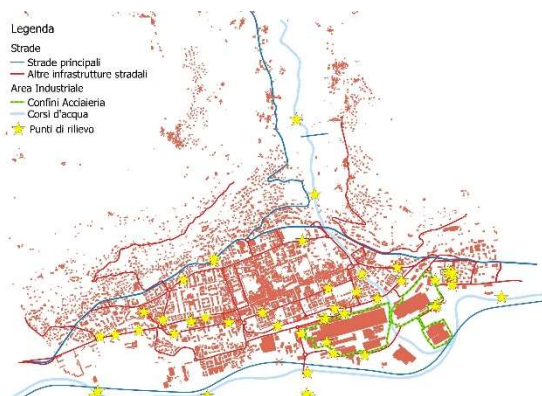 Legenda
Strade
Strade principali
Altre infrastrutture stradali
Area Industriale
Confini Acciaieria
Corsi d'acqua
Punti di rilievo